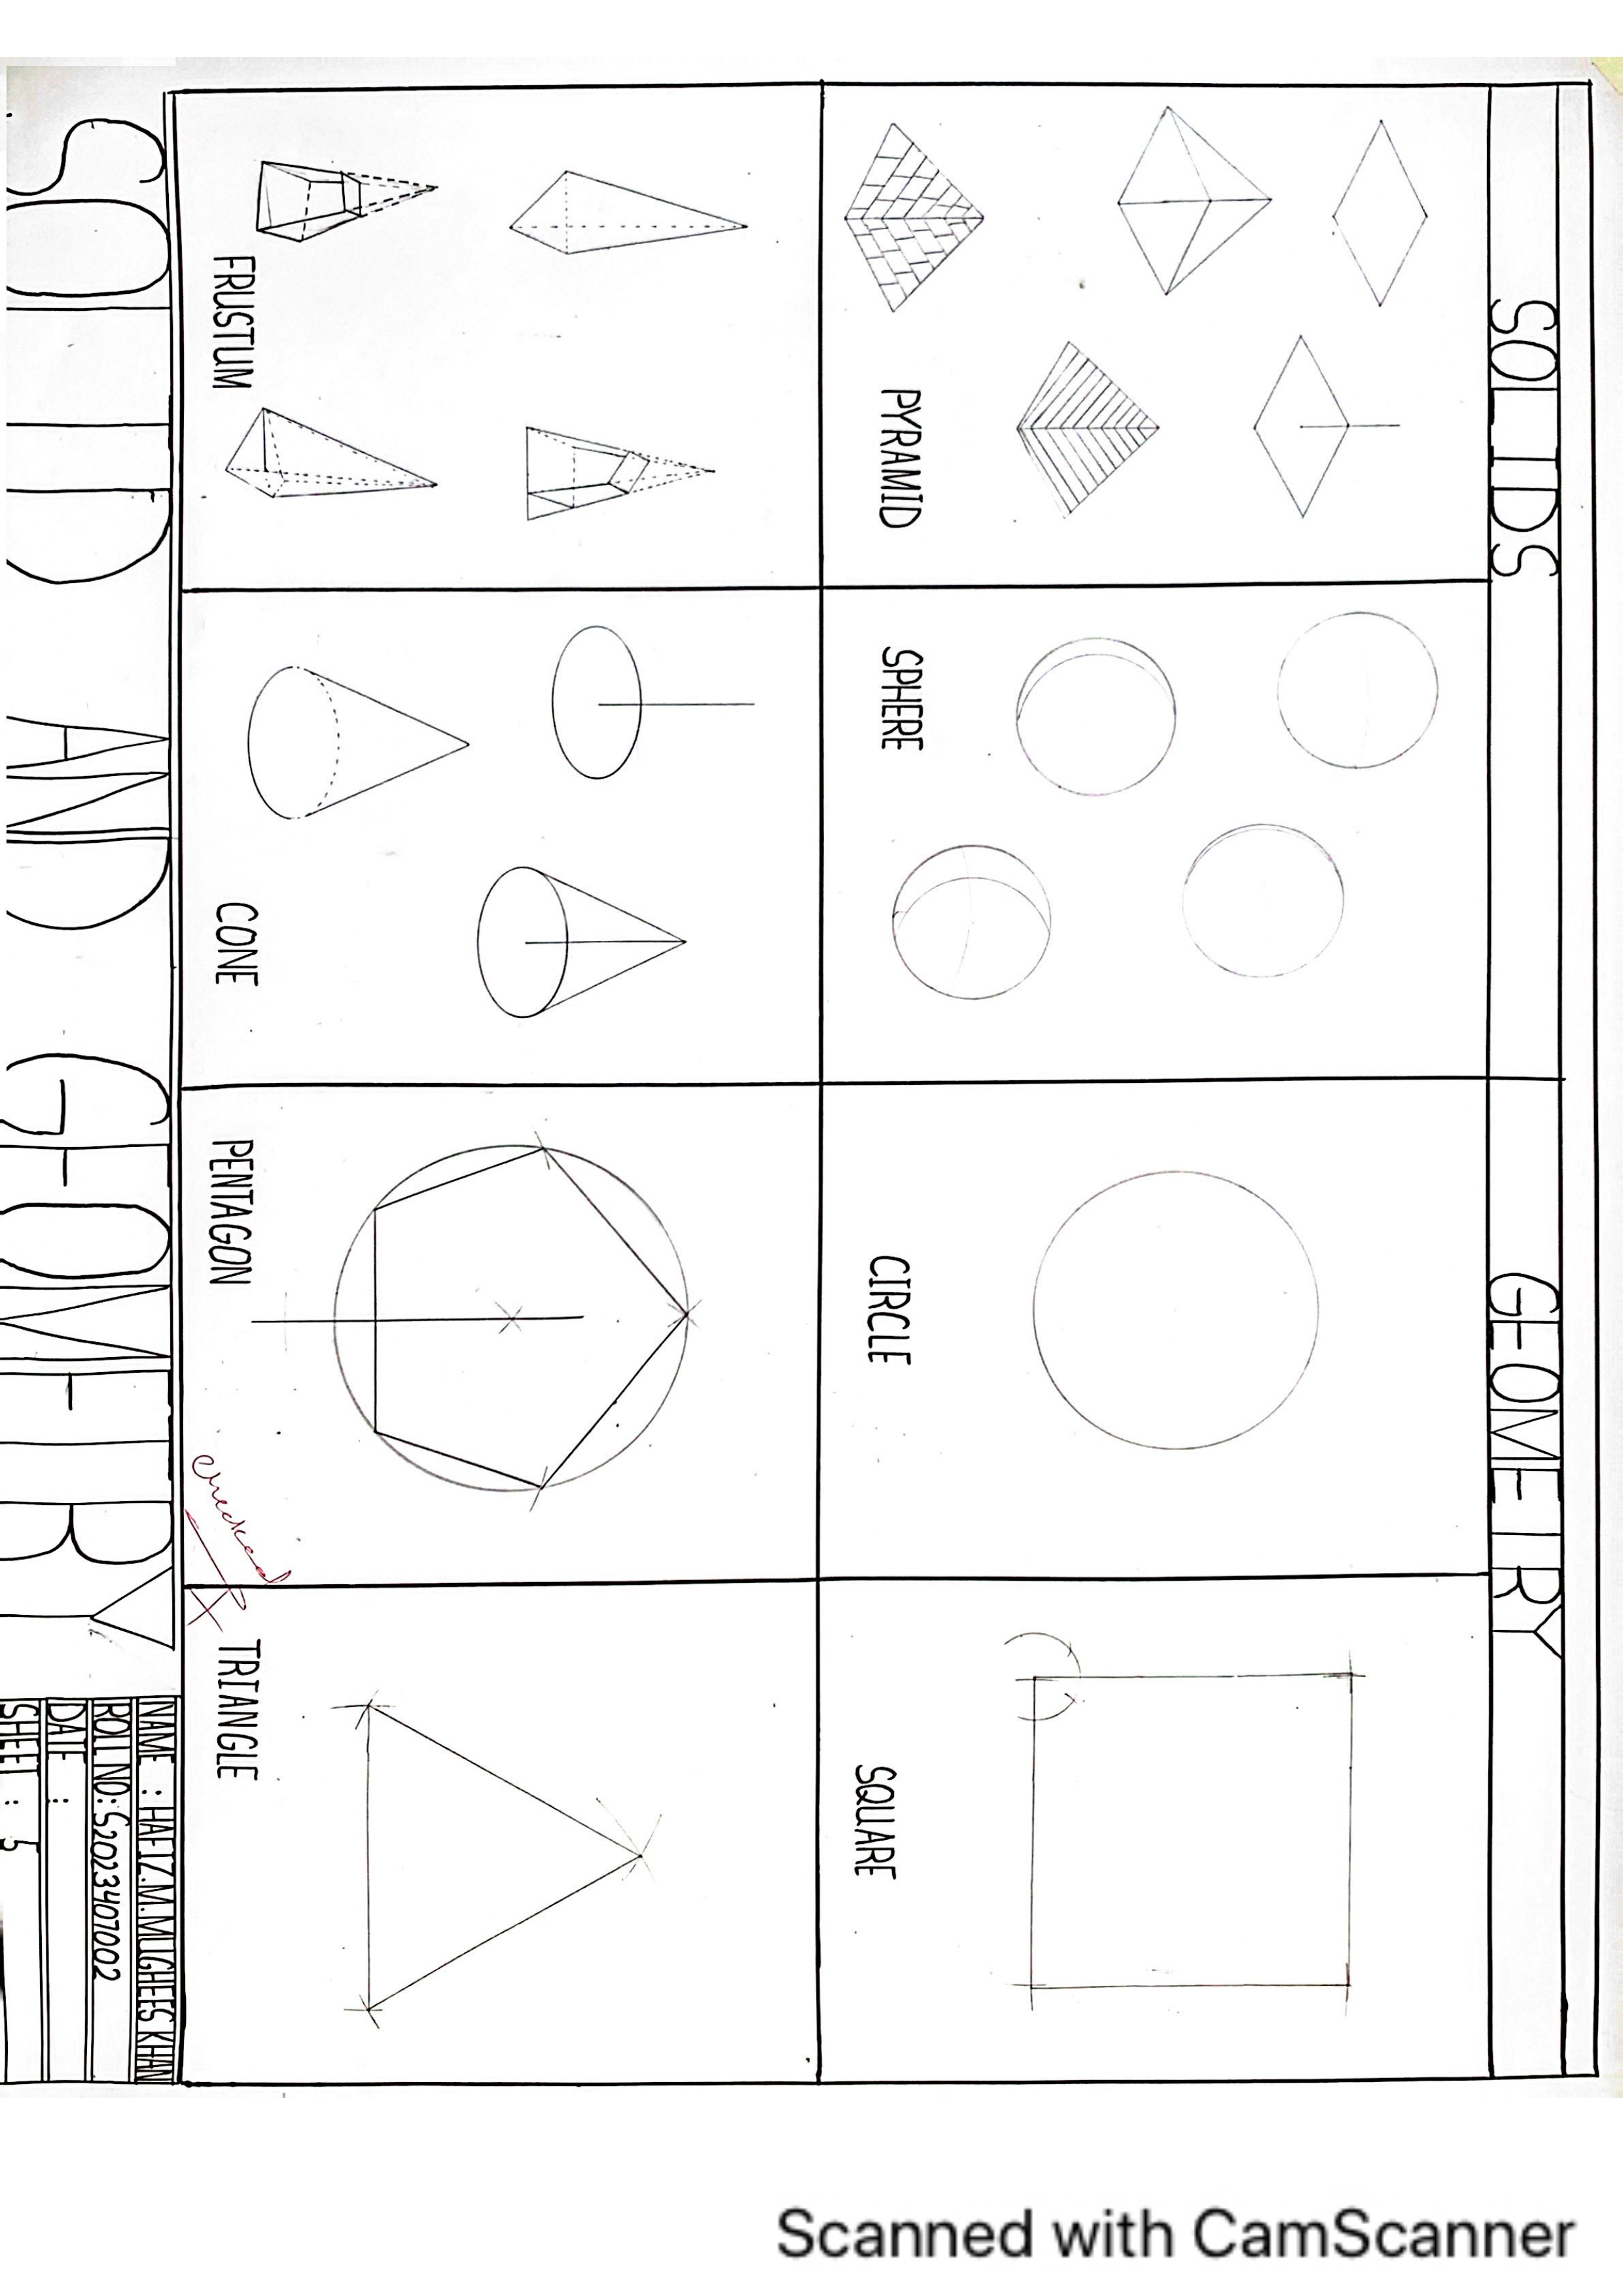 SOLIDS
GEOMETRY
PYRAMID
SPHERE
CIRCLE
SQUARE
FRUSTUM
CONE
PENTAGON
TRIANGLE
checked
SOLID AND GEOMETRY
NAME : HAFIZ.M.MUGHEES KHAN
ROLL NO: S2023407002
DATE :
SHEET : 5
Scanned with CamScanner